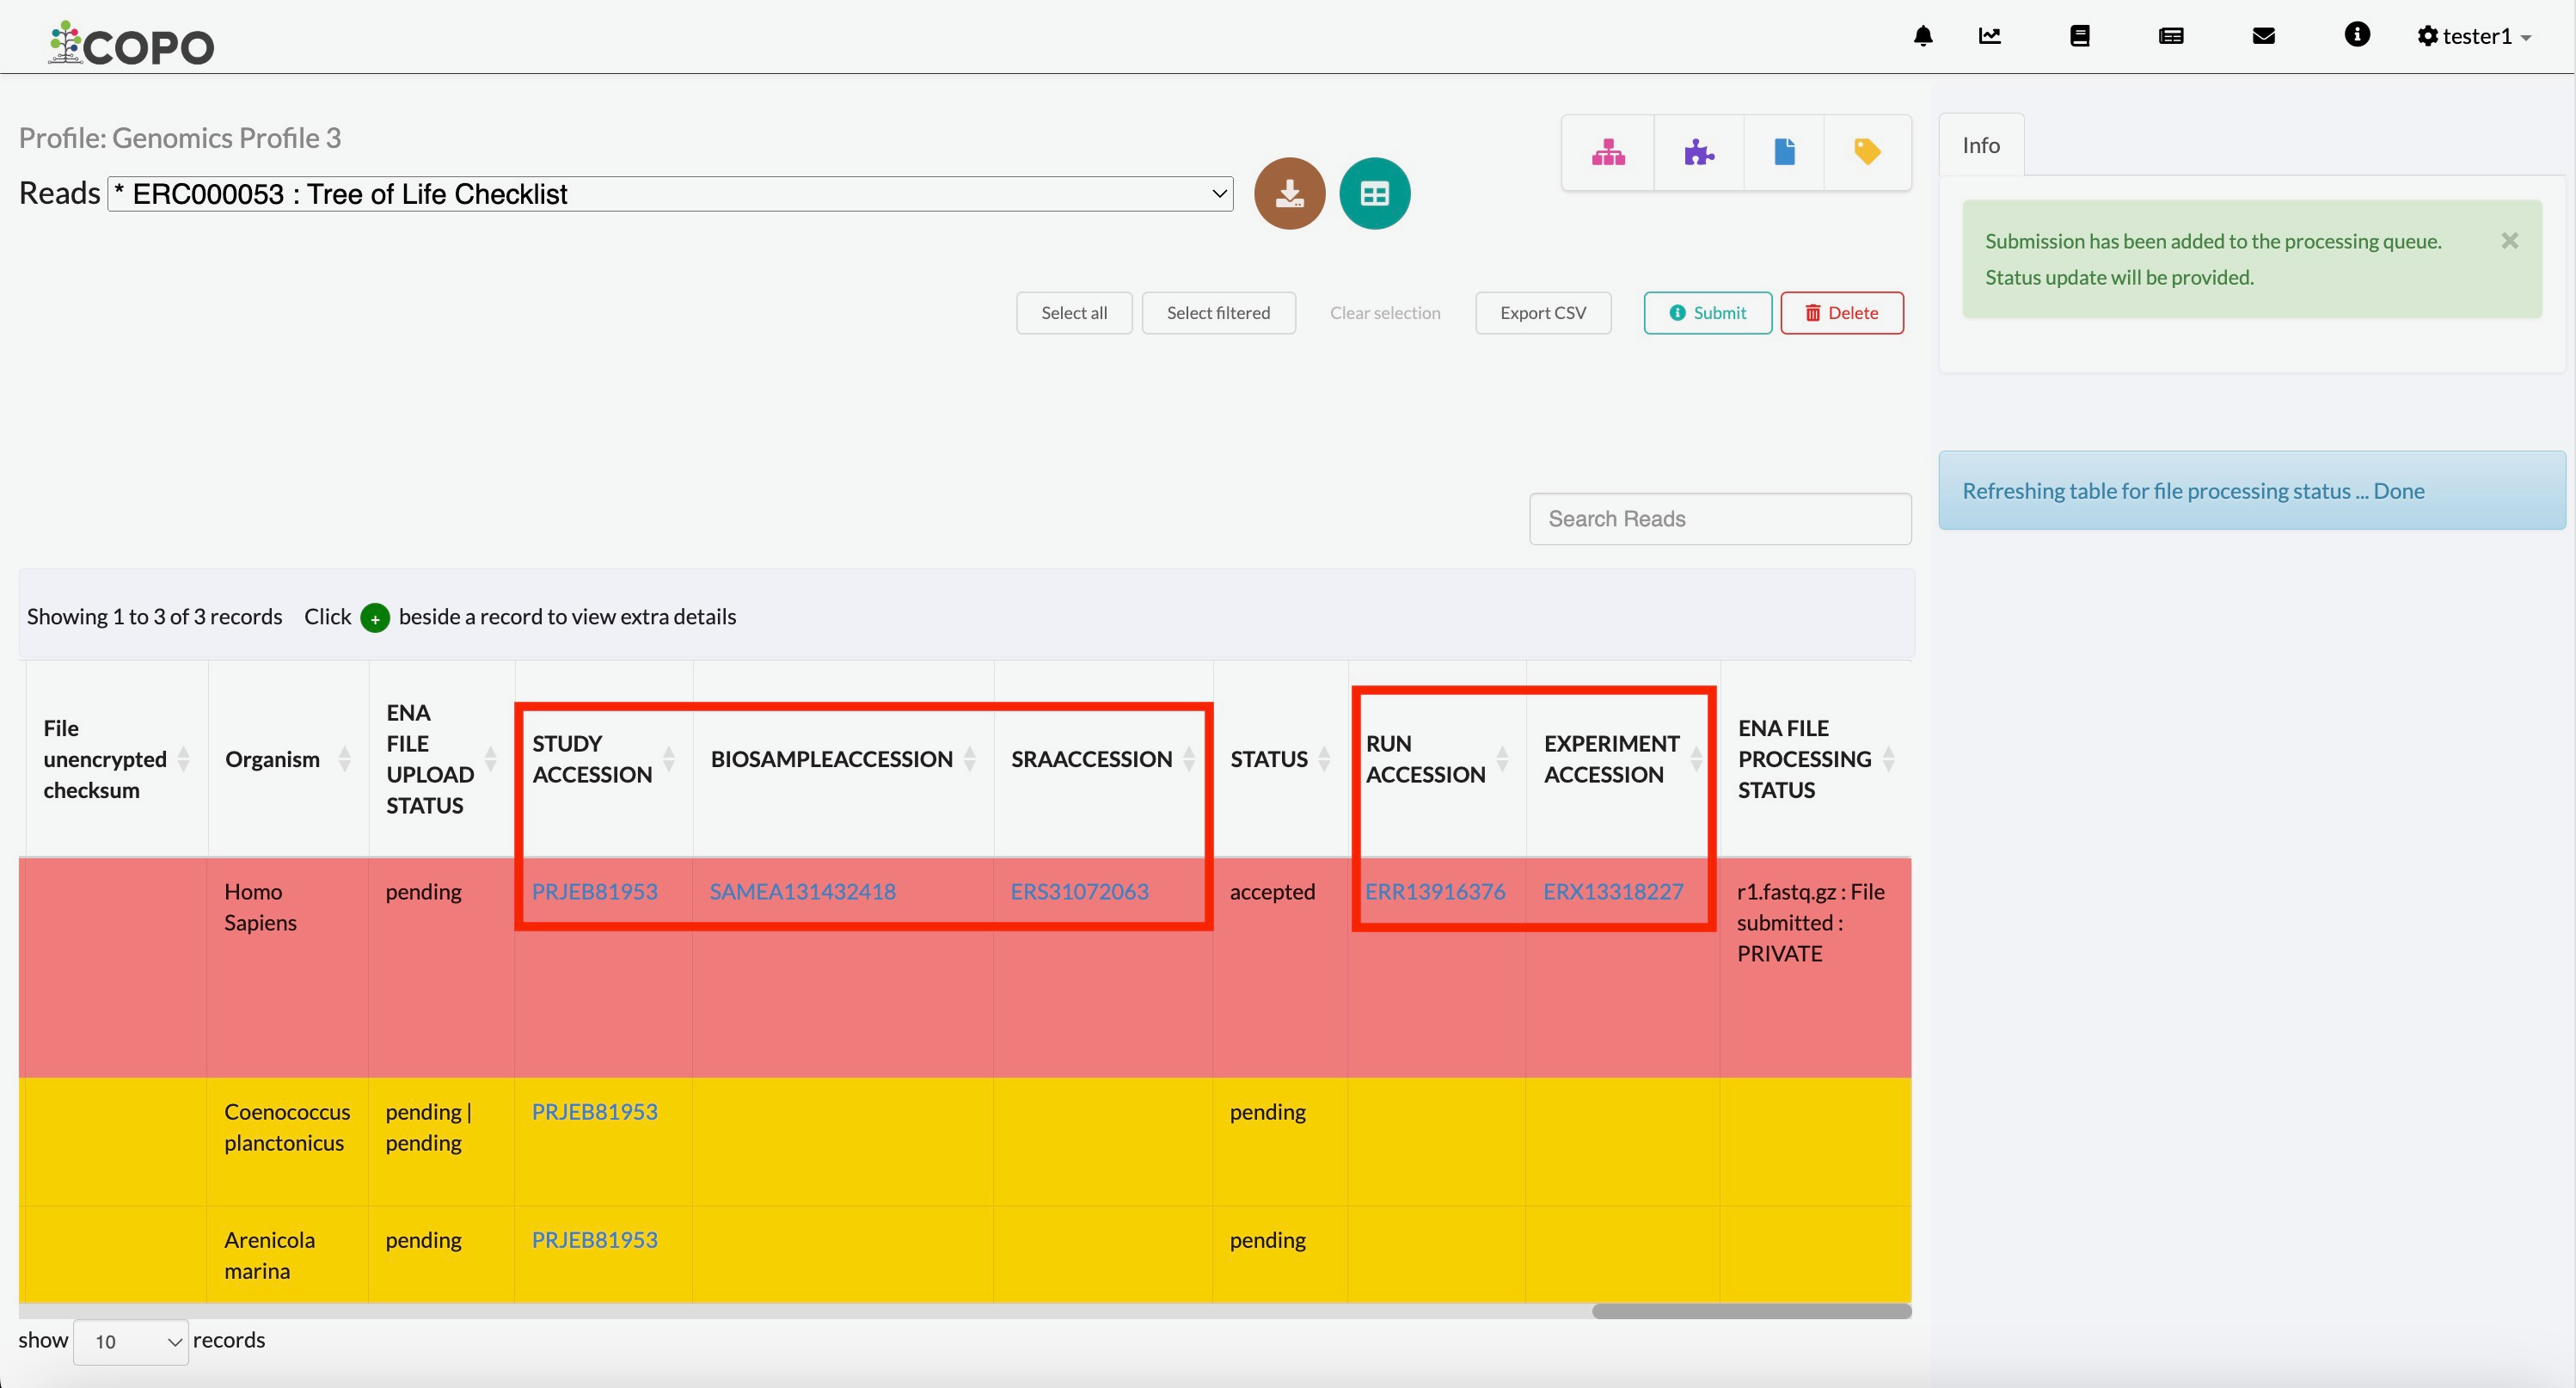 COPO
tester1
Profile: Genomics Profile 3
Reads * ERC000053 : Tree of Life Checklist
Info
Submission has been added to the processing queue.
Status update will be provided.
Select all Select filtered Clear selection Export CSV Submit Delete
Refreshing table for file processing status ... Done
Search Reads
Showing 1 to 3 of 3 records Click + beside a record to view extra details
File unencrypted checksum
Organism
ENA FILE UPLOAD STATUS
STUDY ACCESSION
BIOSAMPLEACCESSION
SRAACCESSION
STATUS
RUN ACCESSION
EXPERIMENT ACCESSION
ENA FILE PROCESSING STATUS
Homo Sapiens
pending
PRJEB81953
SAMEA131432418
ERS31072063
accepted
ERR13916376
ERX13318227
r1.fastq.gz : File submitted : PRIVATE
Coenococcus planctonicus
pending | pending
PRJEB81953
pending
Arenicola marina
pending
PRJEB81953
pending
show 10 records